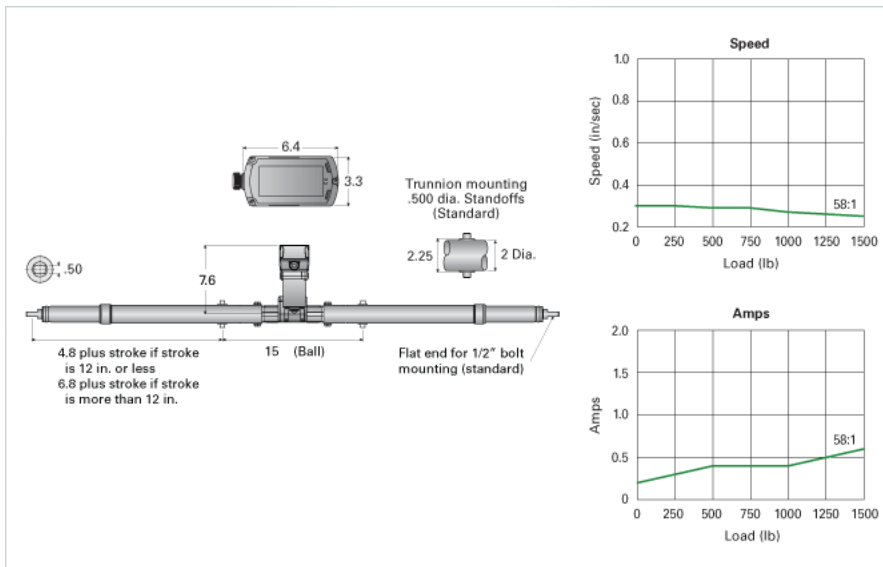 6.4
3.3
Trunnion mounting
.500 dia. Standoffs
(Standard)
2.25
2 Dia.
.50
7.6
4.8 plus stroke if stroke
is 12 in. or less
6.8 plus stroke if stroke
is more than 12 in.
15 (Ball)
Flat end for 1/2" bolt
mounting (standard)
Speed
Speed (in/sec)
1.0
0.8
0.6
0.4
0.2
58:1
0 250 500 750 1000 1250 1500
Load (lb)
Amps
Amps
2.0
1.5
1.0
0.5
0
58:1
0 250 500 750 1000 1250 1500
Load (lb)